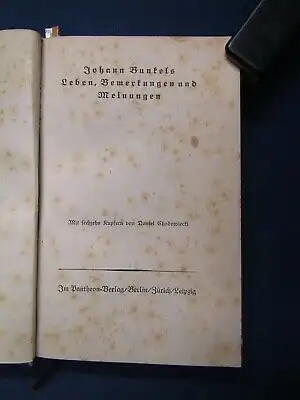 Johann Bunkels
Leben, Bemerkungen und
Meinungen
Mit sechzehn Kupfern von Daniel Chodowiecki
Im Pantheon-Verlag/Berlin/Zürich/Leipzig